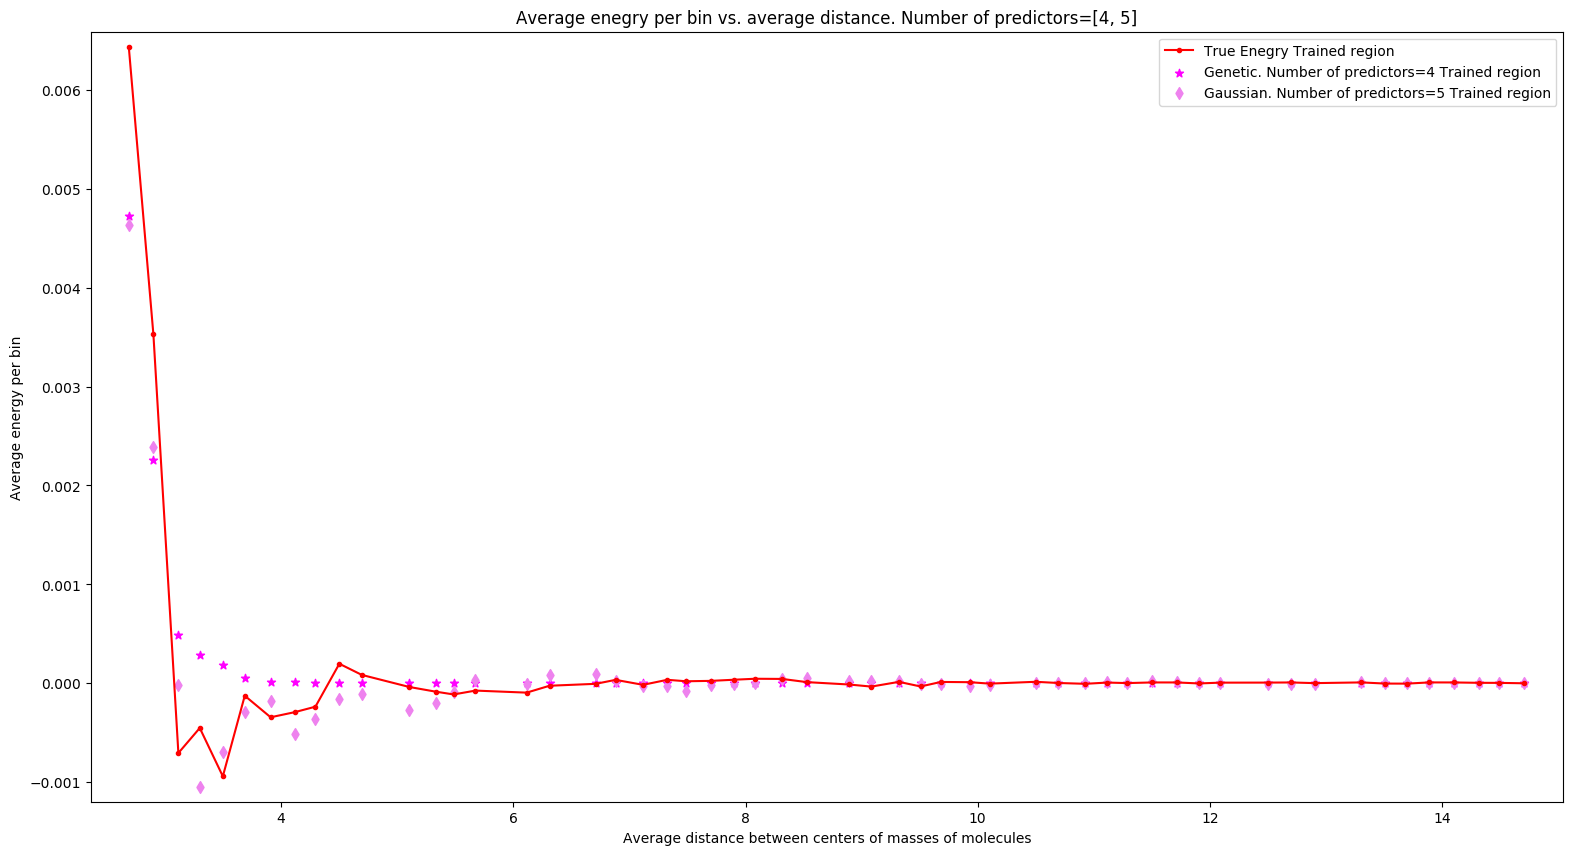 Average enegry per bin vs. average distance. Number of predictors=[4, 5]
True Enegry Trained region
Genetic. Number of predictors=4 Trained region
Gaussian. Number of predictors=5 Trained region
Average energy per bin
0.006
0.005
0.004
0.003
0.002
0.001
0.000
−0.001
4
6
8
10
12
14
Average distance between centers of masses of molecules